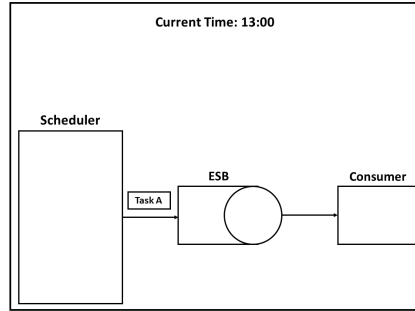 Current Time: 13:00
Scheduler
Task A
ESB
Consumer